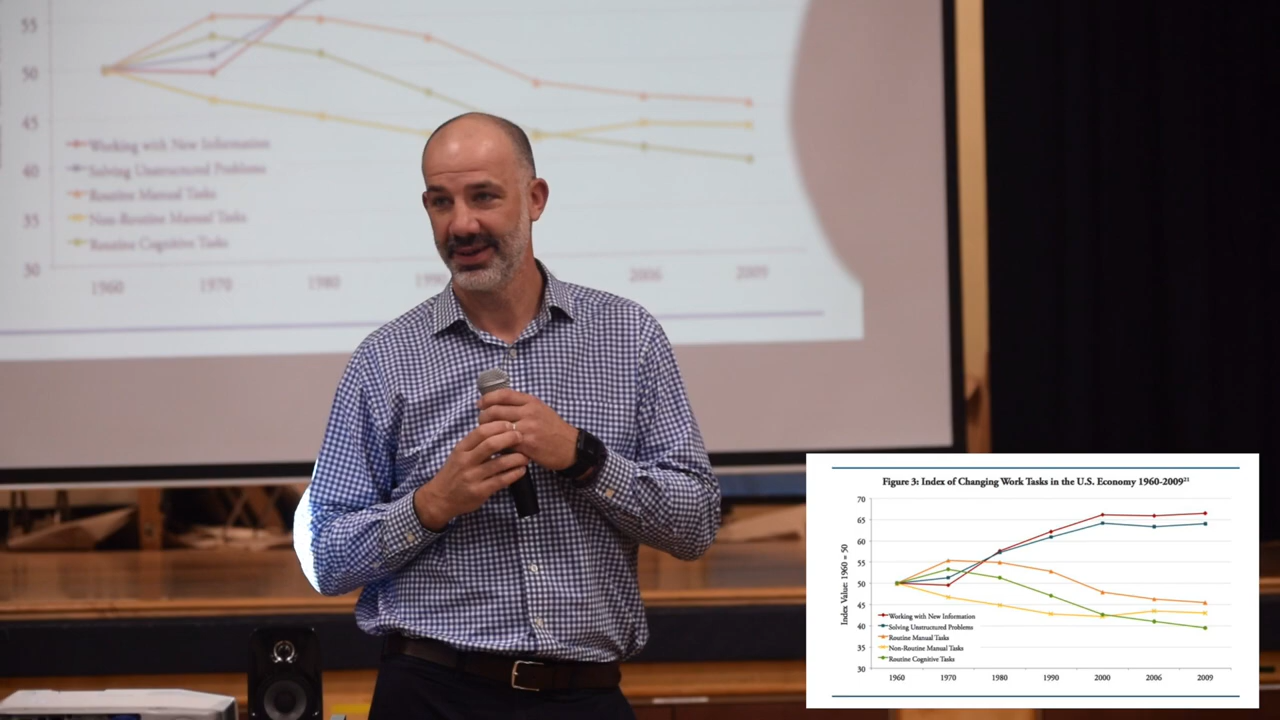 55
50
45
40
35
30
Working with New Information
Solving Unstructured Problems
Routine Manual Tasks
Non-Routine Manual Tasks
Routine Cognitive Tasks
1960
1970
1980
2006
2009
Figure 3: Index of Changing Work Tasks in the U.S. Economy 1960-2009²¹
Index Value: 1960 = 50
70
65
60
55
50
45
40
35
30
Working with New Information
Solving Unstructured Problems
Routine Manual Tasks
Non-Routine Manual Tasks
Routine Cognitive Tasks
1960 1970 1980 1990 2000 2006 2009